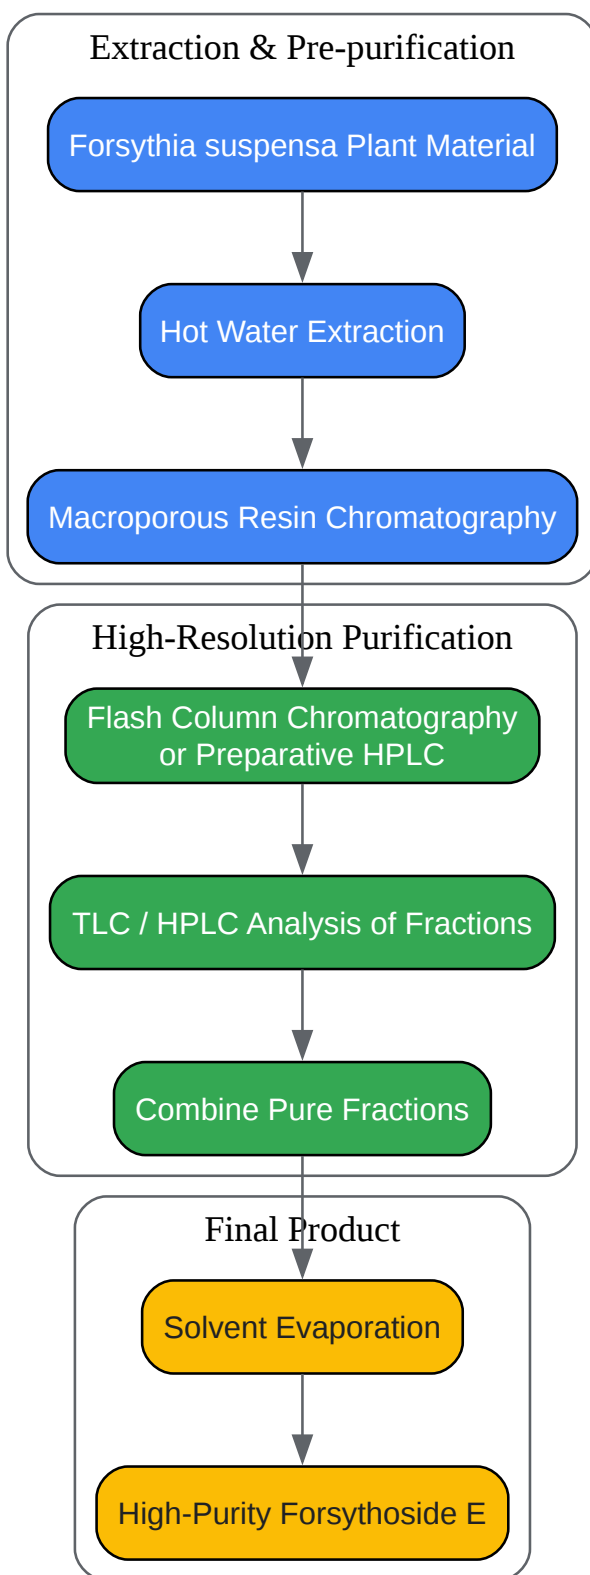 Extraction & Pre-purification
Forsythia suspensa Plant Material
Hot Water Extraction
Macroporous Resin Chromatography
High-Resolution Purification
Flash Column Chromatography
or Preparative HPLC
TLC / HPLC Analysis of Fractions
Combine Pure Fractions
Final Product
Solvent Evaporation
High-Purity Forsythoside E